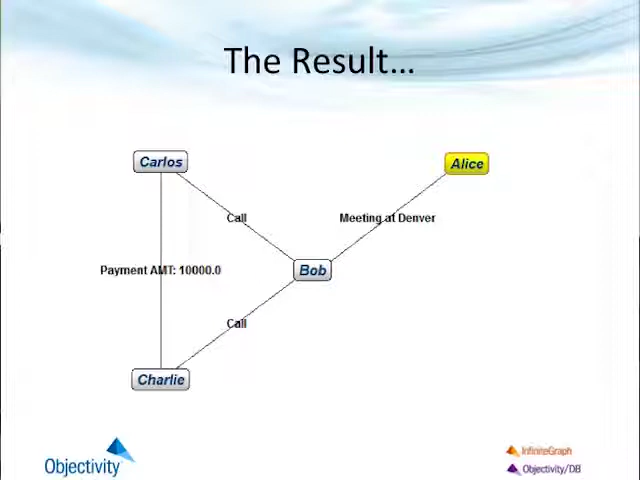 The Result...
Carlos
Alice
Call
Meeting at Denver
Payment AMT: 10000.0
Bob
Call
Charlie
Objectivity
InfiniteGraph
Objectivity/DB